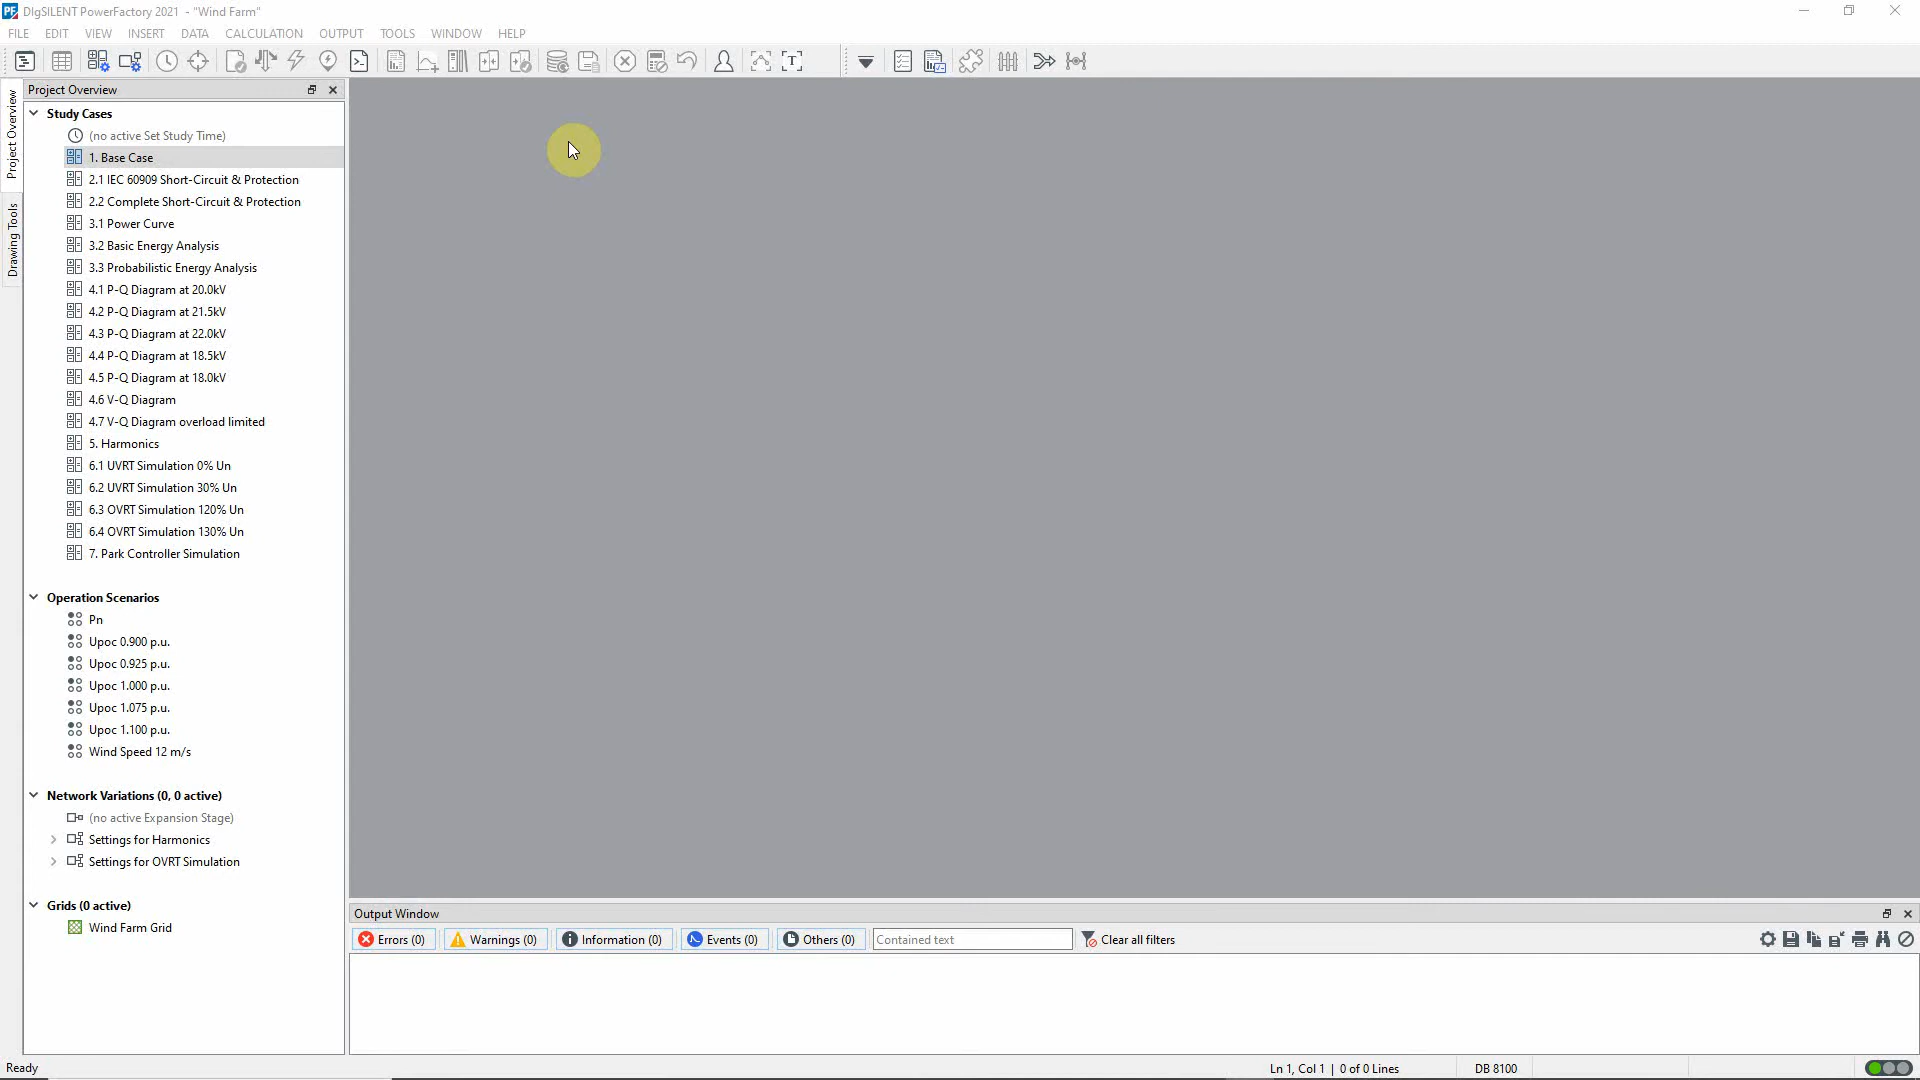 DIgSILENT PowerFactory 2021 - "Wind Farm"
FILE EDIT VIEW INSERT DATA CALCULATION OUTPUT TOOLS WINDOW HELP
Project Overview
Project Overview
Drawing Tools
Study Cases
(no active Set Study Time)
1. Base Case
2.1 IEC 60909 Short-Circuit & Protection
2.2 Complete Short-Circuit & Protection
3.1 Power Curve
3.2 Basic Energy Analysis
3.3 Probabilistic Energy Analysis
4.1 P-Q Diagram at 20.0kV
4.2 P-Q Diagram at 21.5kV
4.3 P-Q Diagram at 22.0kV
4.4 P-Q Diagram at 18.5kV
4.5 P-Q Diagram at 18.0kV
4.6 V-Q Diagram
4.7 V-Q Diagram overload limited
5. Harmonics
6.1 UVRT Simulation 0% Un
6.2 UVRT Simulation 30% Un
6.3 OVRT Simulation 120% Un
6.4 OVRT Simulation 130% Un
7. Park Controller Simulation
Operation Scenarios
Pn
Upoc 0.900 p.u.
Upoc 0.925 p.u.
Upoc 1.000 p.u.
Upoc 1.075 p.u.
Upoc 1.100 p.u.
Wind Speed 12 m/s
Network Variations (0, 0 active)
(no active Expansion Stage)
Settings for Harmonics
Settings for OVRT Simulation
Grids (0 active)
Wind Farm Grid
Output Window
Errors (0) Warnings (0) Information (0) Events (0) Others (0) Contained text Clear all filters
Ready
Ln 1, Col 1 | 0 of 0 Lines DB 8100